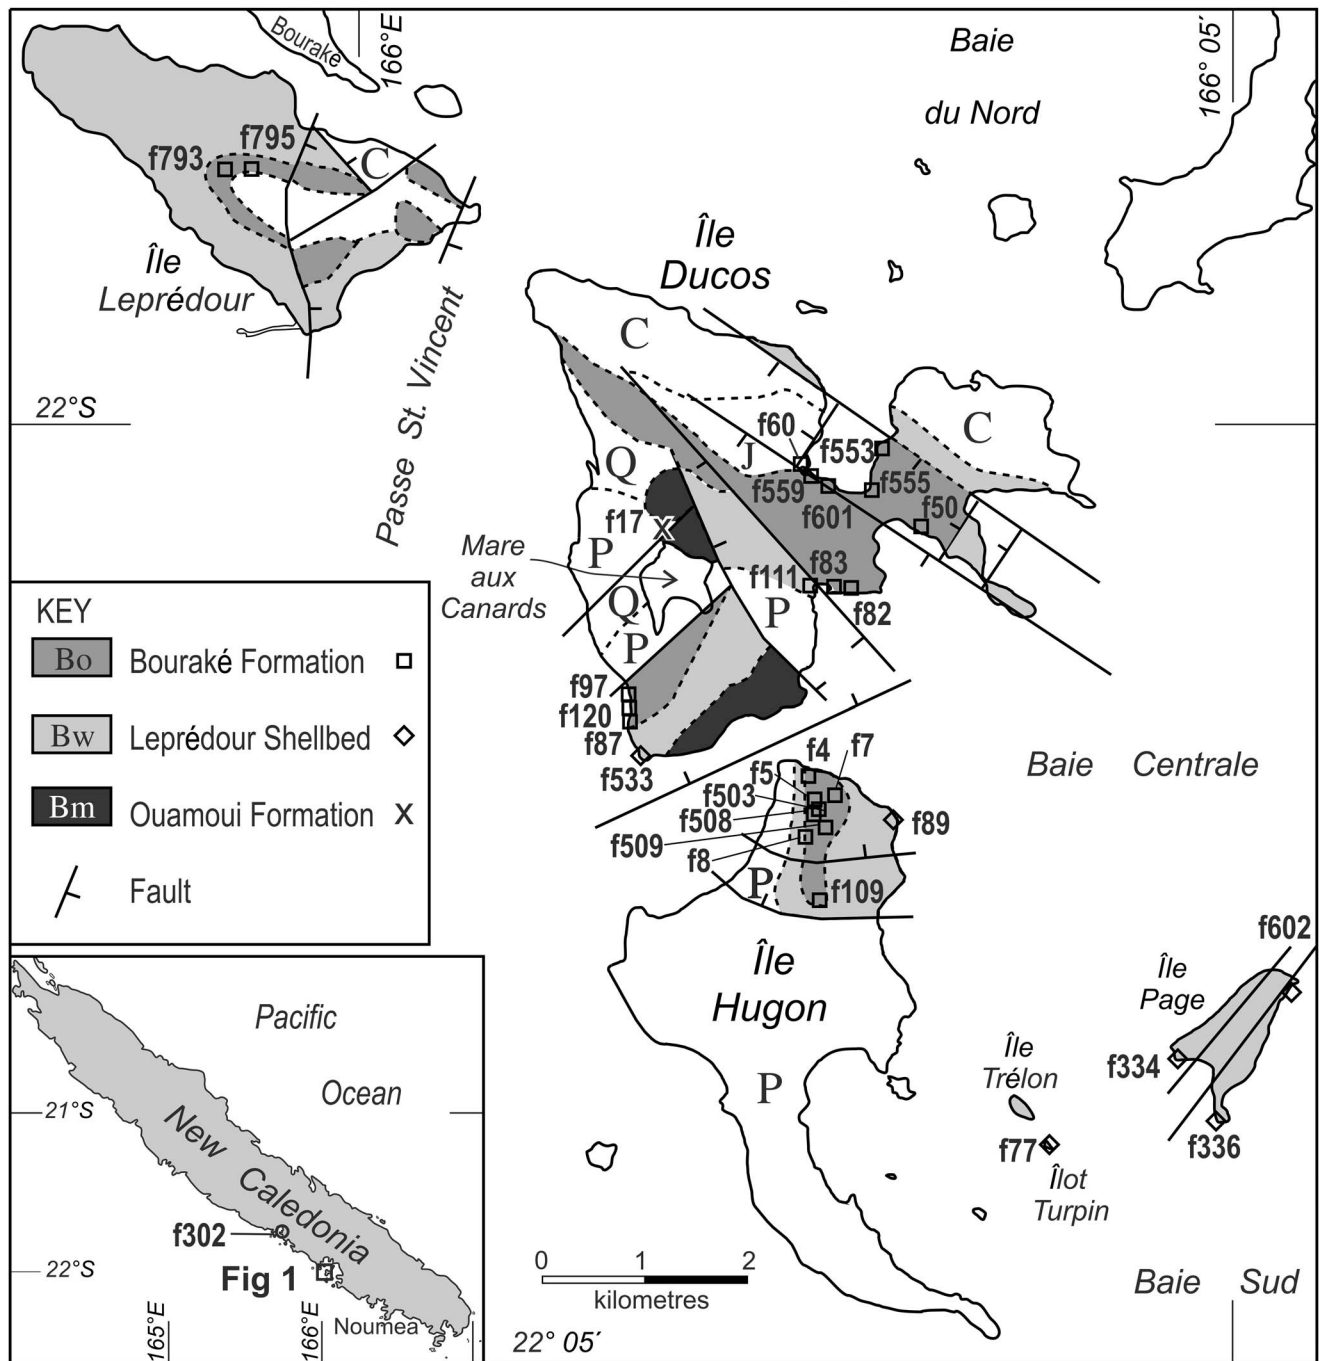 Bouraké
166°E
Baie
du Nord
166° 05′
f795
f793
C
Île
Leprédour
Passe St. Vincent
Île
Ducos
C
22°S
C
f60
f553
J
Q
f559
f555
f601
f50
f17
X
P
Mare
aux
Canards
f111
f83
Q
P
f82
P
f97
f120
f87
f533
KEY
Bo Bouraké Formation
Bw Leprédour Shellbed
Bm Ouamoui Formation X
Fault
f4
f7
f5
f503
f508
f509
f8
f89
P
f109
Baie Centrale
Île
Hugon
P
f602
Île
Page
f334
f336
Île
Trélon
f77
Îlot
Turpin
Baie Sud
0 1 2
kilometres
22° 05′
Pacific
Ocean
21°S
New Caledonia
f302
22°S
Fig 1
165°E
166°E
Noumea